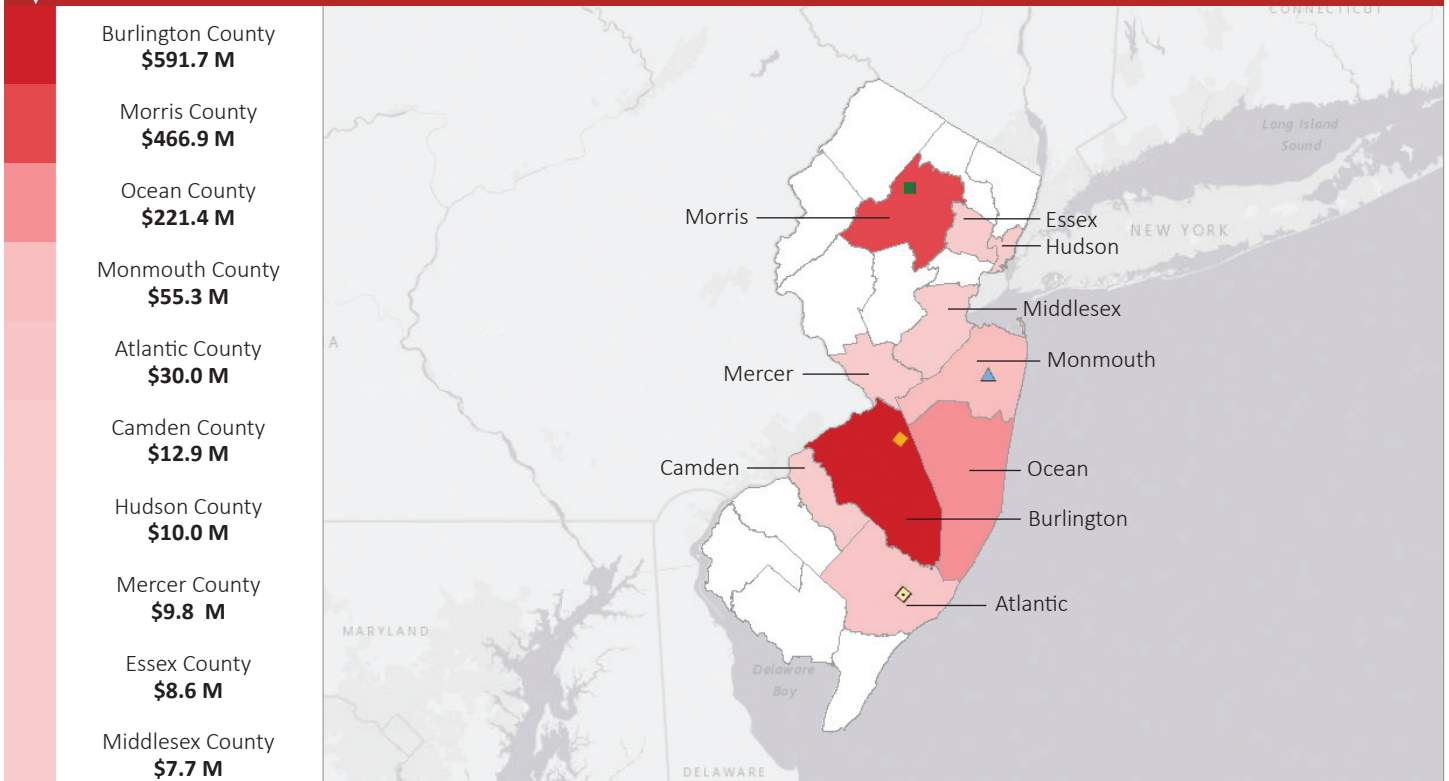 Burlington County
$591.7 M
Morris County
$466.9 M
Ocean County
$221.4 M
Monmouth County
$55.3 M
Atlantic County
$30.0 M
Camden County
$12.9 M
Hudson County
$10.0 M
Mercer County
$9.8 M
Essex County
$8.6 M
Middlesex County
$7.7 M
CONNECTICUT
Long Island
Sound
NEW YORK
Morris
Essex
Hudson
Middlesex
Monmouth
Mercer
A
Camden
Ocean
Burlington
Atlantic
MARYLAND
Delaware
Bay
DELAWARE